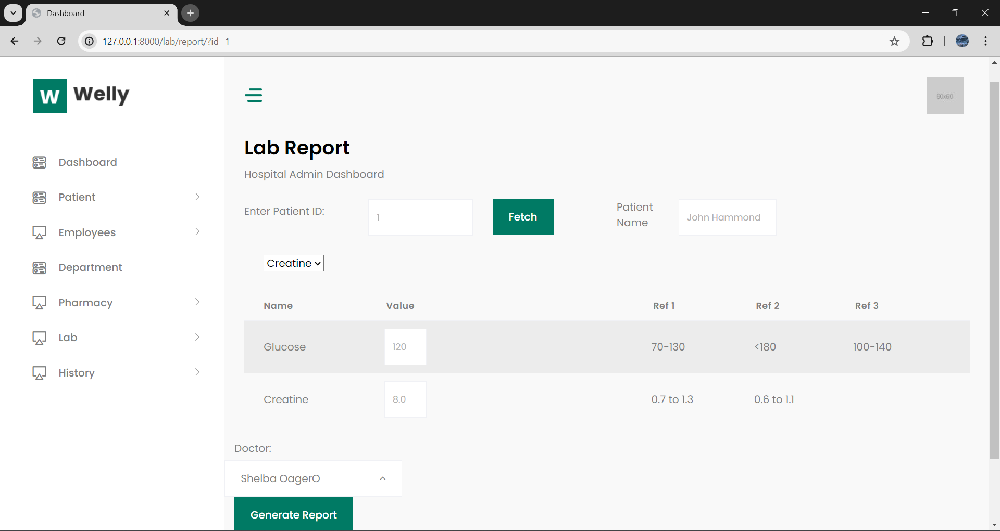 Dashboard
127.0.0.1:8000/lab/report/?id=1
W Welly
60x60
Dashboard
Patient
Employees
Department
Pharmacy
Lab
History
Lab Report
Hospital Admin Dashboard
Enter Patient ID: 1 Fetch Patient Name John Hammond
Creatine
Name Value Ref 1 Ref 2 Ref 3
Glucose 120 70-130 <180 100-140
Creatine 8.0 0.7 to 1.3 0.6 to 1.1
Doctor:
Shelba OagerO
Generate Report